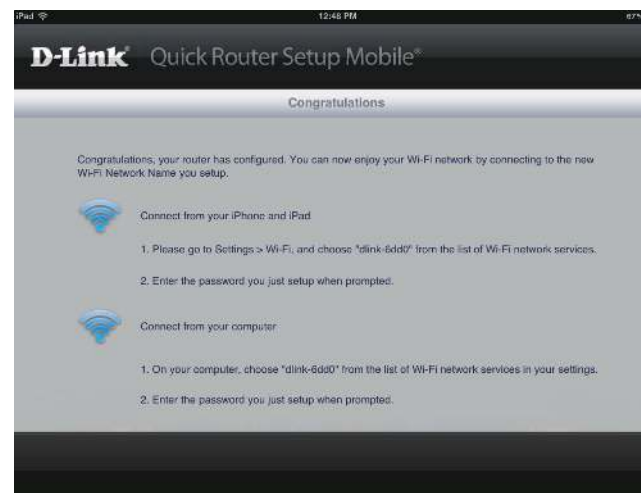 iPad 12:48 PM 67%
D-Link Quick Router Setup Mobile®
Congratulations
Congratulations, your router has configured. You can now enjoy your Wi-Fi network by connecting to the new
Wi-Fi Network Name you setup.
Connect from your iPhone and iPad
1. Please go to Settings > Wi-Fi, and choose "dlink-6dd0" from the list of Wi-Fi network services.
2. Enter the password you just setup when prompted.
Connect from your computer
1. On your computer, choose "dlink-6dd0" from the list of Wi-Fi network services in your settings.
2. Enter the password you just setup when prompted.